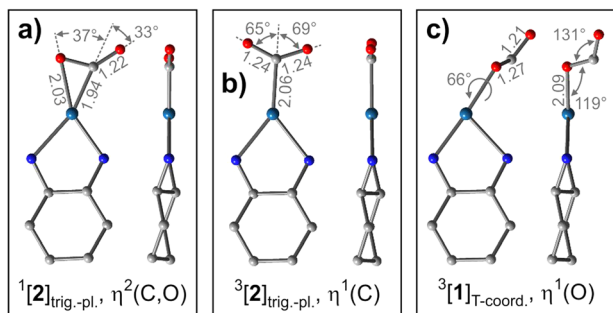 a)
37°
33°
1.22
2.03
1.94
¹[2]trig.-pl., η²(C,O)
b)
65°
69°
1.24
1.24
2.06
³[2]trig.-pl., η¹(C)
c)
1.21
131°
66°
1.27
2.09
119°
³[1]T-coord., η¹(O)